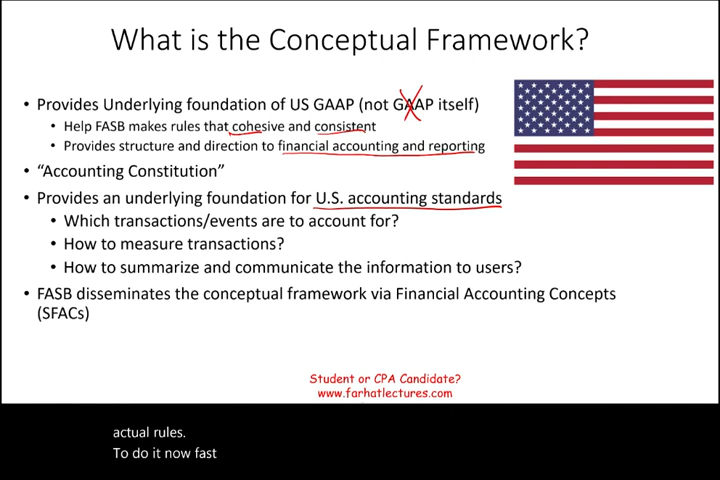 What is the Conceptual Framework?
• Provides Underlying foundation of US GAAP (not GAAP itself)
• Help FASB makes rules that cohesive and consistent
• Provides structure and direction to financial accounting and reporting
• “Accounting Constitution”
• Provides an underlying foundation for U.S. accounting standards
• Which transactions/events are to account for?
• How to measure transactions?
• How to summarize and communicate the information to users?
• FASB disseminates the conceptual framework via Financial Accounting Concepts
(SFACs)
Student or CPA Candidate?
www.farhatlectures.com
actual rules.
To do it now fast